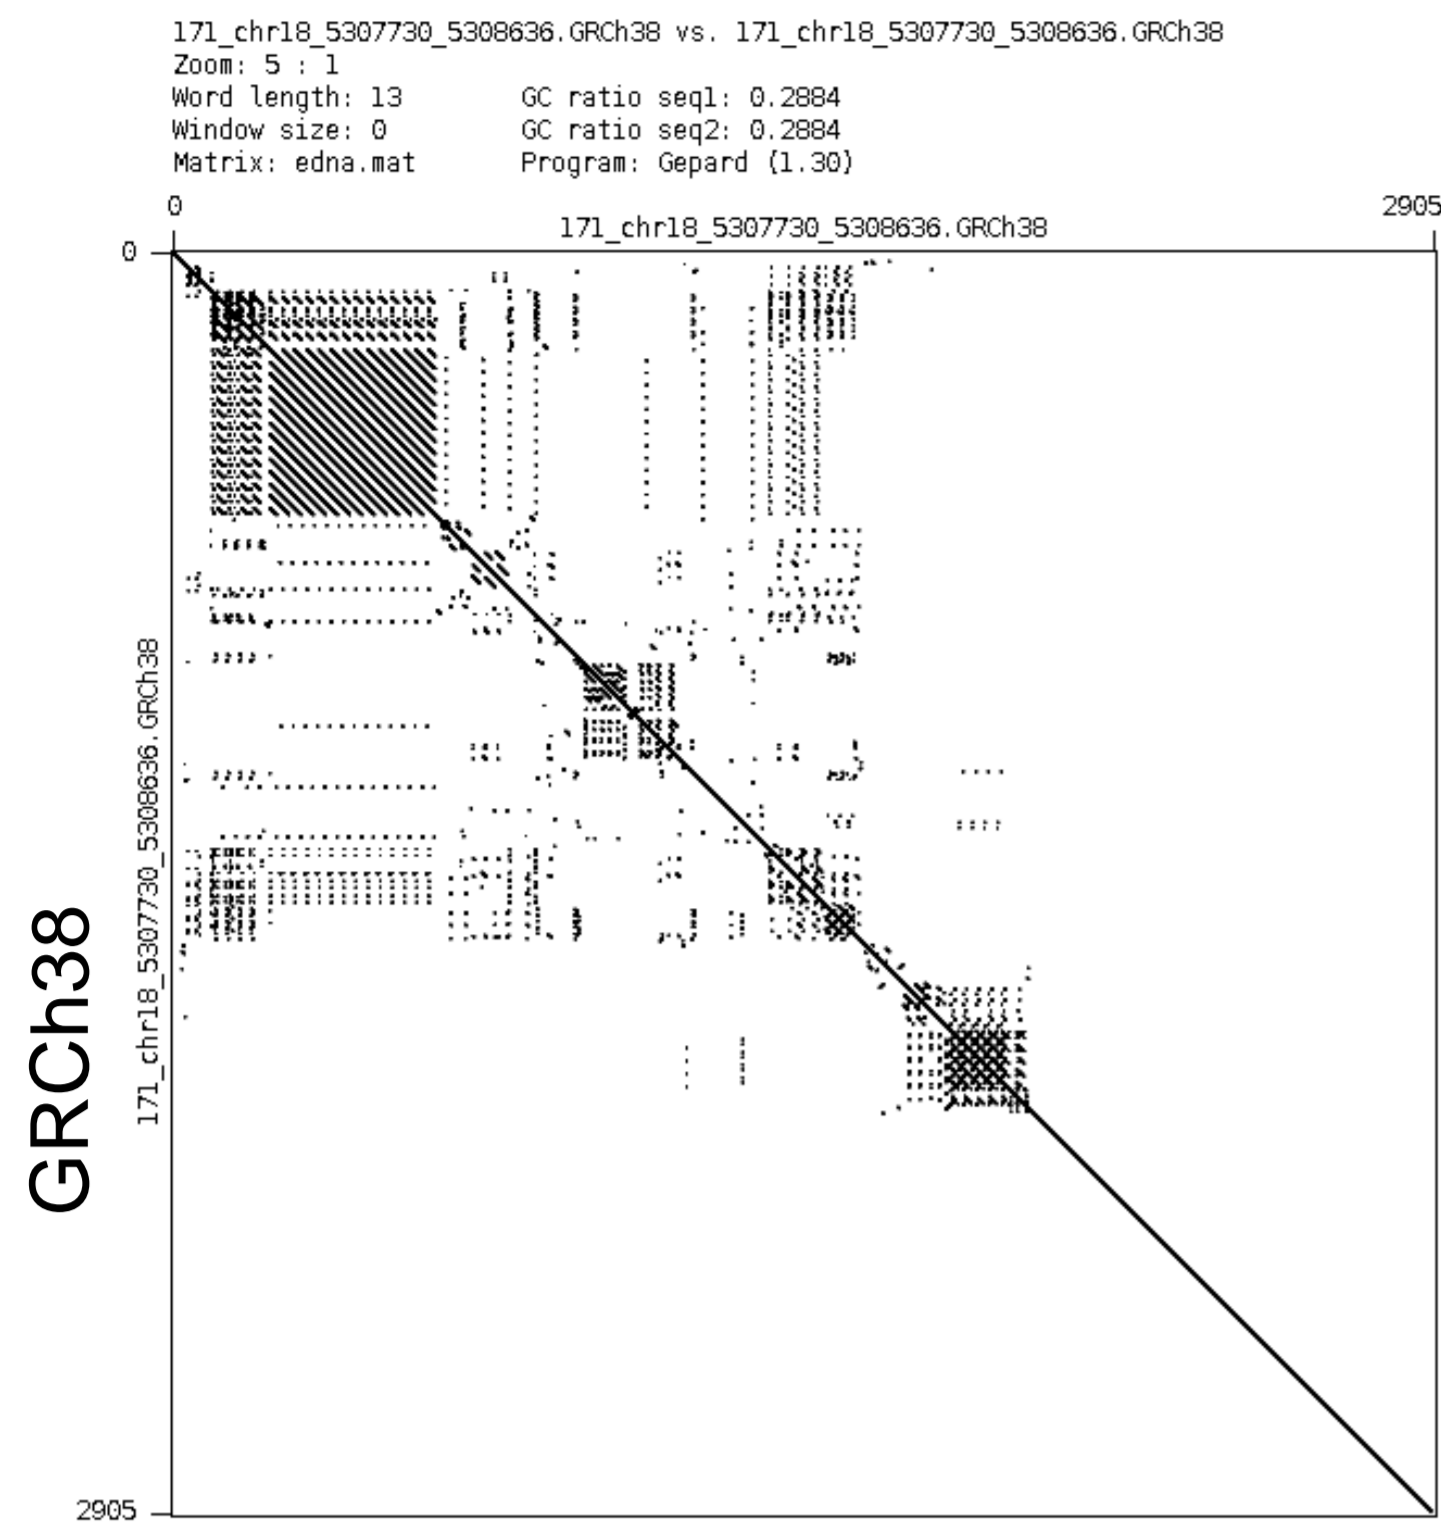 171_chr18_5307730_5308636.GRCh38 vs. 171_chr18_5307730_5308636.GRCh38
Zoom: 5 : 1
Word length: 13 GC ratio seq1: 0.2884
Window size: 0 GC ratio seq2: 0.2884
Matrix: edna.mat Program: Gepard (1.30)
0 2905
171_chr18_5307730_5308636.GRCh38
0
171_chr18_5307730_5308636.GRCh38
GRCh38
2905